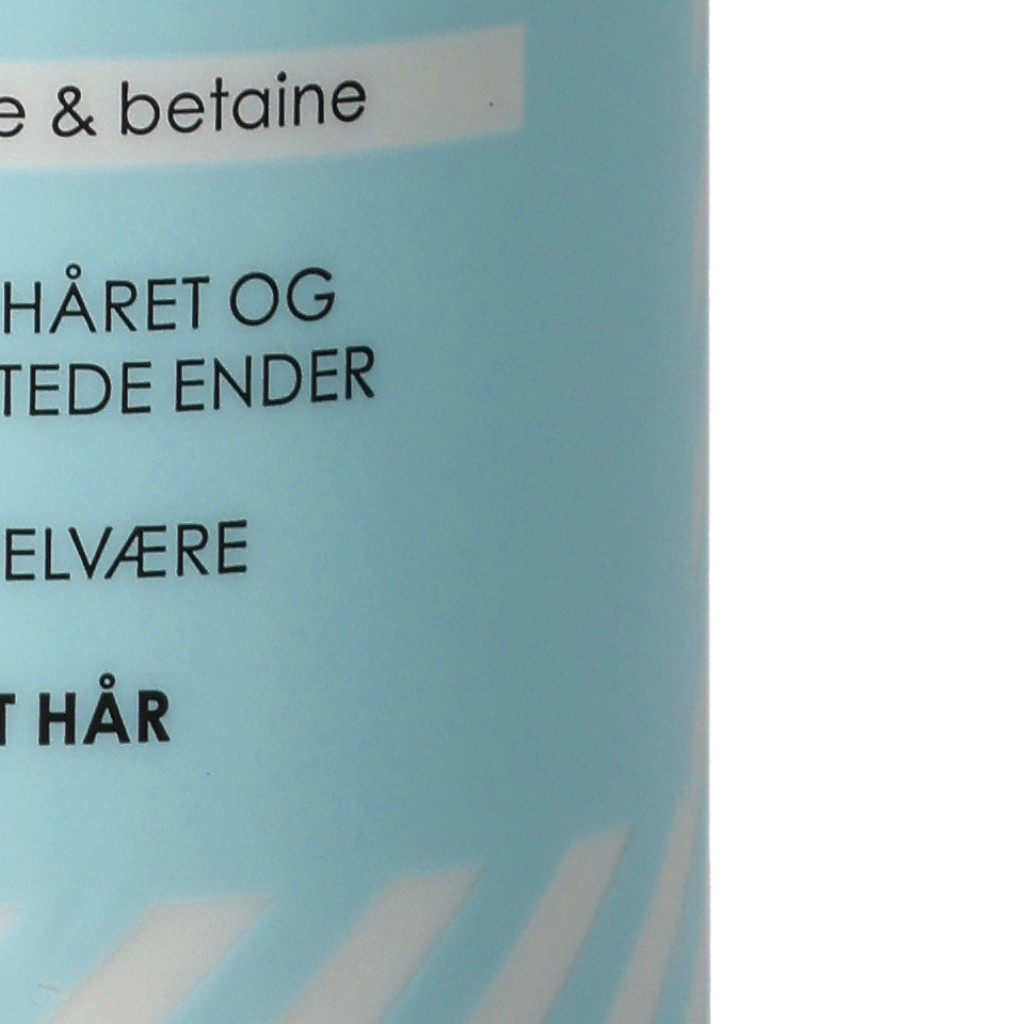 e & betaine
HÅRET OG
TEDE ENDER
ELVÆRE
T HÅR